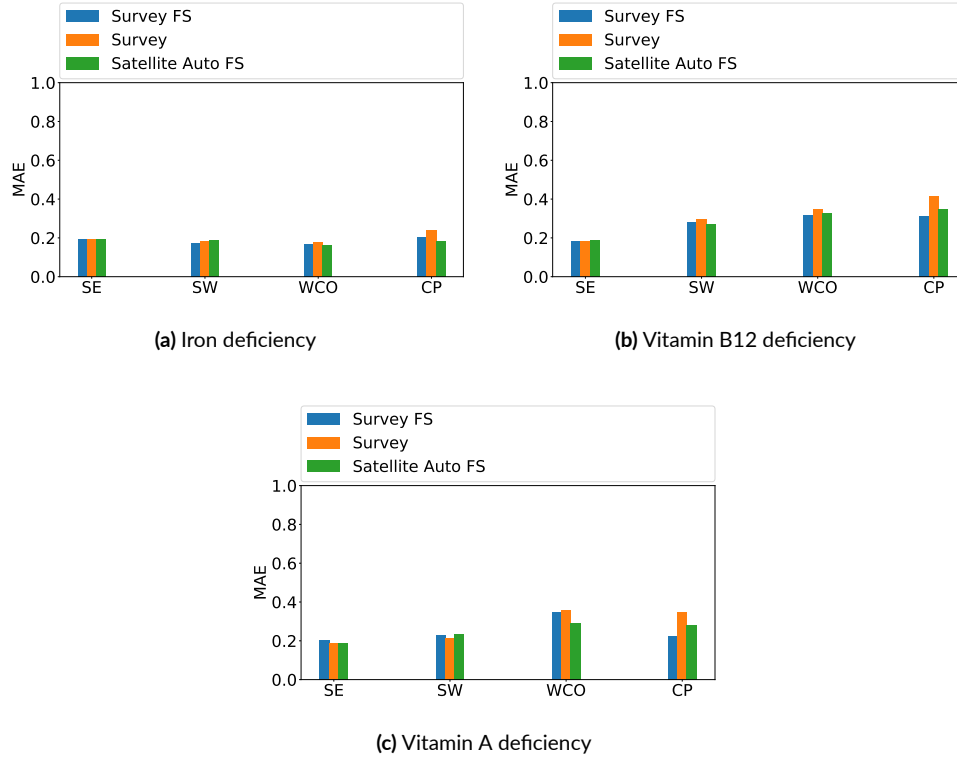 Survey FS
Survey
Satellite Auto FS
1.0
0.8
0.6
0.4
0.2
0.0
MAE
SE SW WCO CP
(a) Iron deficiency
Survey FS
Survey
Satellite Auto FS
1.0
0.8
0.6
0.4
0.2
0.0
MAE
SE SW WCO CP
(b) Vitamin B12 deficiency
Survey FS
Survey
Satellite Auto FS
1.0
0.8
0.6
0.4
0.2
0.0
MAE
SE SW WCO CP
(c) Vitamin A deficiency